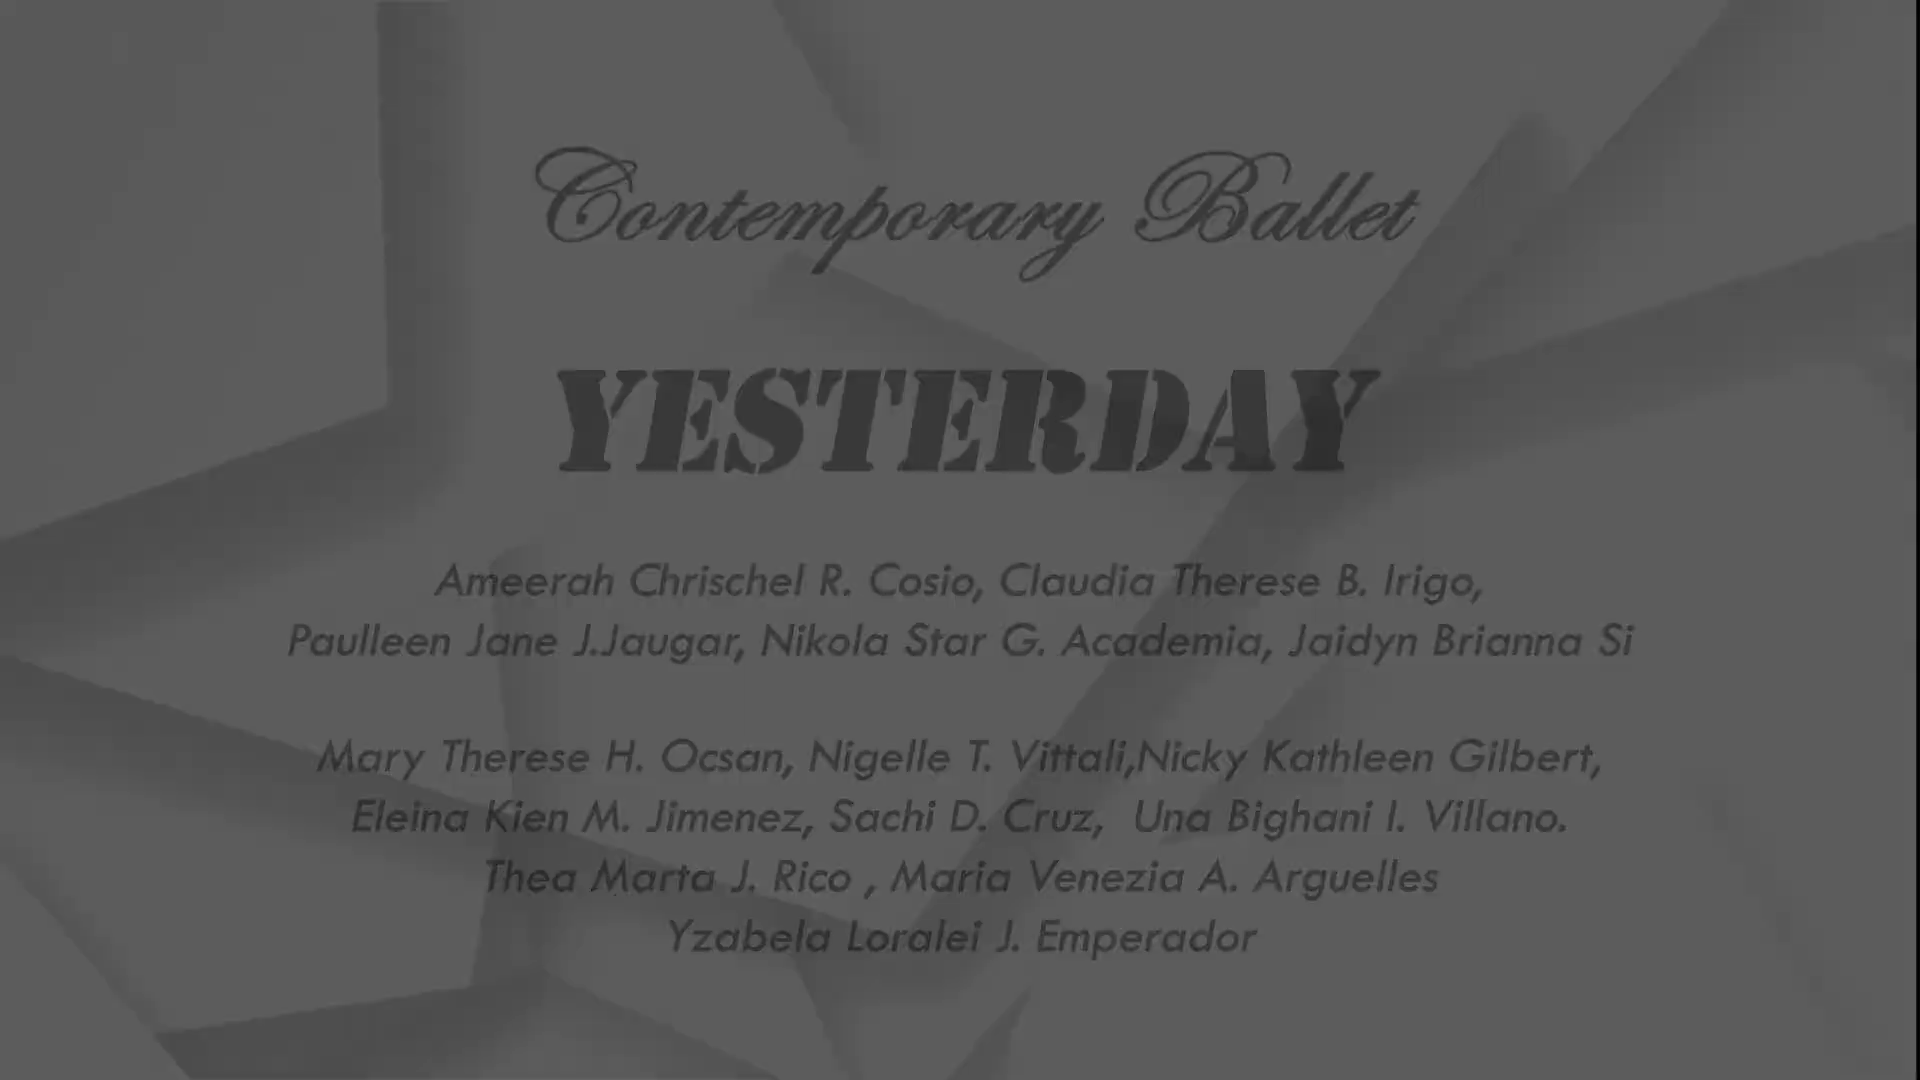 Contemporary Ballet
YESTERDAY
Ameerah Chrischel R. Cosio, Claudia Therese B. Irigo,
Paulleen Jane J.Jaugar, Nikola Star G. Academia, Jaidyn Brianna Si
Mary Therese H. Ocsan, Nigelle T. Vittali,Nicky Kathleen Gilbert,
Eleina Kien M. Jimenez, Sachi D. Cruz,  Una Bighani I. Villano.
Thea Marta J. Rico , Maria Venezia A. Arguelles
Yzabela Loralei J. Emperador